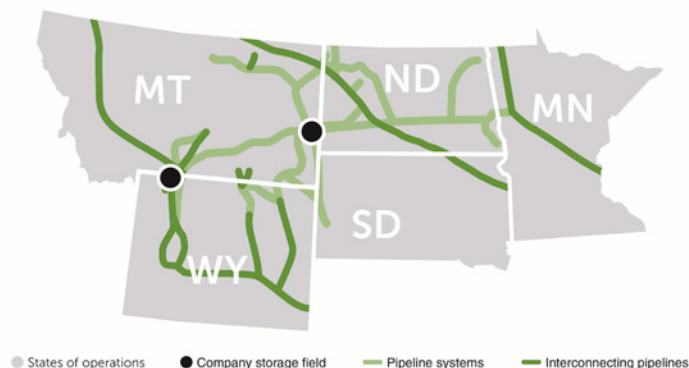 MT
ND
MN
SD
WY
States of operations
Company storage field
Pipeline systems
Interconnecting pipelines